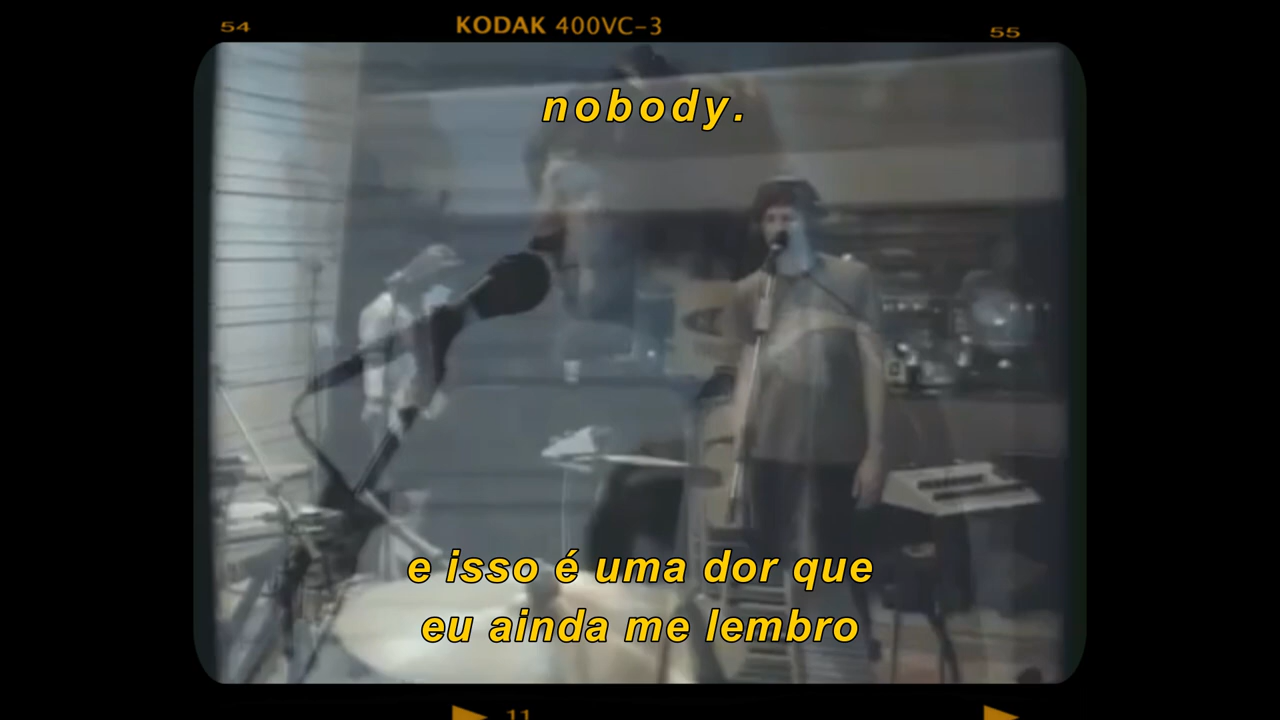 54 KODAK 400VC-3 55
nobody.
e isso é uma dor que
eu ainda me lembro
11